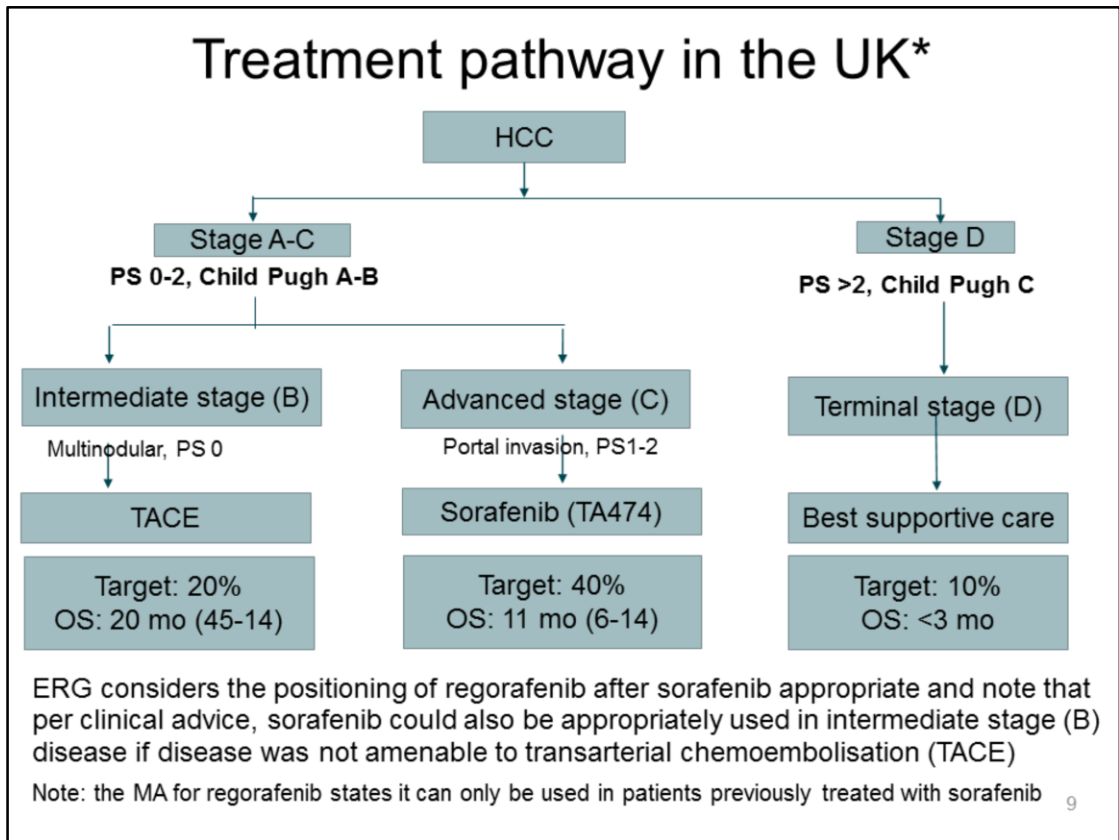 Treatment pathway in the UK*
HCC
Stage A-C
PS 0-2, Child Pugh A-B
Stage D
PS >2, Child Pugh C
Intermediate stage (B)
Multinodular, PS 0
Advanced stage (C)
Portal invasion, PS1-2
Terminal stage (D)
TACE
Sorafenib (TA474)
Best supportive care
Target: 20%
OS: 20 mo (45-14)
Target: 40%
OS: 11 mo (6-14)
Target: 10%
OS: <3 mo
ERG considers the positioning of regorafenib after sorafenib appropriate and note that
per clinical advice, sorafenib could also be appropriately used in intermediate stage (B)
disease if disease was not amenable to transarterial chemoembolisation (TACE)
Note: the MA for regorafenib states it can only be used in patients previously treated with sorafenib
9